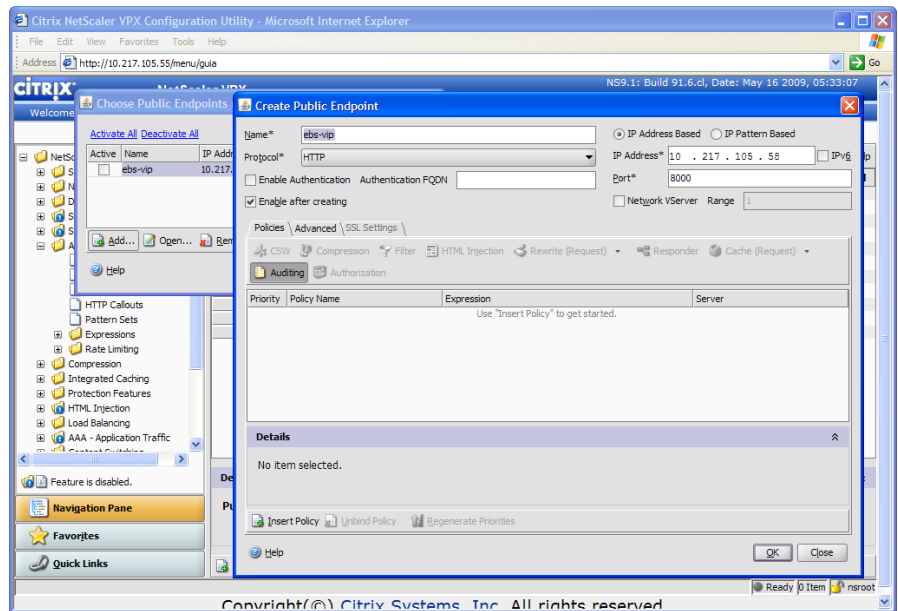 Citrix NetScaler VPX Configuration Utility - Microsoft Internet Explorer
File Edit View Favorites Tools Help
Address http://10.217.105.55/menu/guia Go
CITRIX NS9.1: Build 91.6.cl, Date: May 16 2009, 05:33:07
Welcome
Choose Public Endpoints
Activate All Deactivate All
Active Name IP Addr
ebs-vip 10.217.
Add... Open... Rem
Help
HTTP Callouts
Pattern Sets
Expressions
Rate Limiting
Compression
Integrated Caching
Protection Features
HTML Injection
Load Balancing
AAA - Application Traffic
Feature is disabled.
Navigation Pane
Favorites
Quick Links
Create Public Endpoint
Name* ebs-vip IP Address Based IP Pattern Based
Protocol* HTTP IP Address* 10 . 217 . 105 . 58 IPv6
Enable Authentication Authentication FQDN Port* 8000
Enable after creating Network VServer Range 1
Policies Advanced SSL Settings
CSW Compression Filter HTML Injection Rewrite (Request) Responder Cache (Request)
Auditing Authorization
Priority Policy Name Expression Server
Use "Insert Policy" to get started.
Details
No item selected.
Insert Policy Unbind Policy Regenerate Priorities
Help OK Close
Ready 0 Item nsroot
Copyright(©) Citrix Systems, Inc. All rights reserved